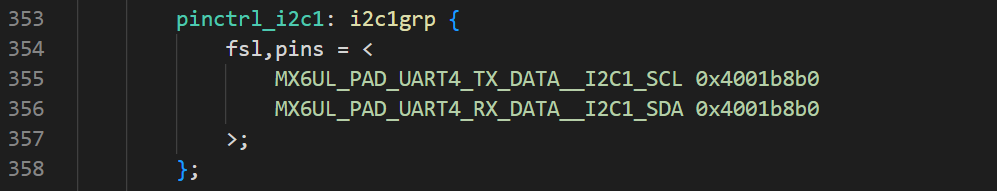 353 pinctrl_i2c1: i2c1grp {
354 fsl,pins = <
355 MX6UL_PAD_UART4_TX_DATA__I2C1_SCL 0x4001b8b0
356 MX6UL_PAD_UART4_RX_DATA__I2C1_SDA 0x4001b8b0
357 >;
358 };